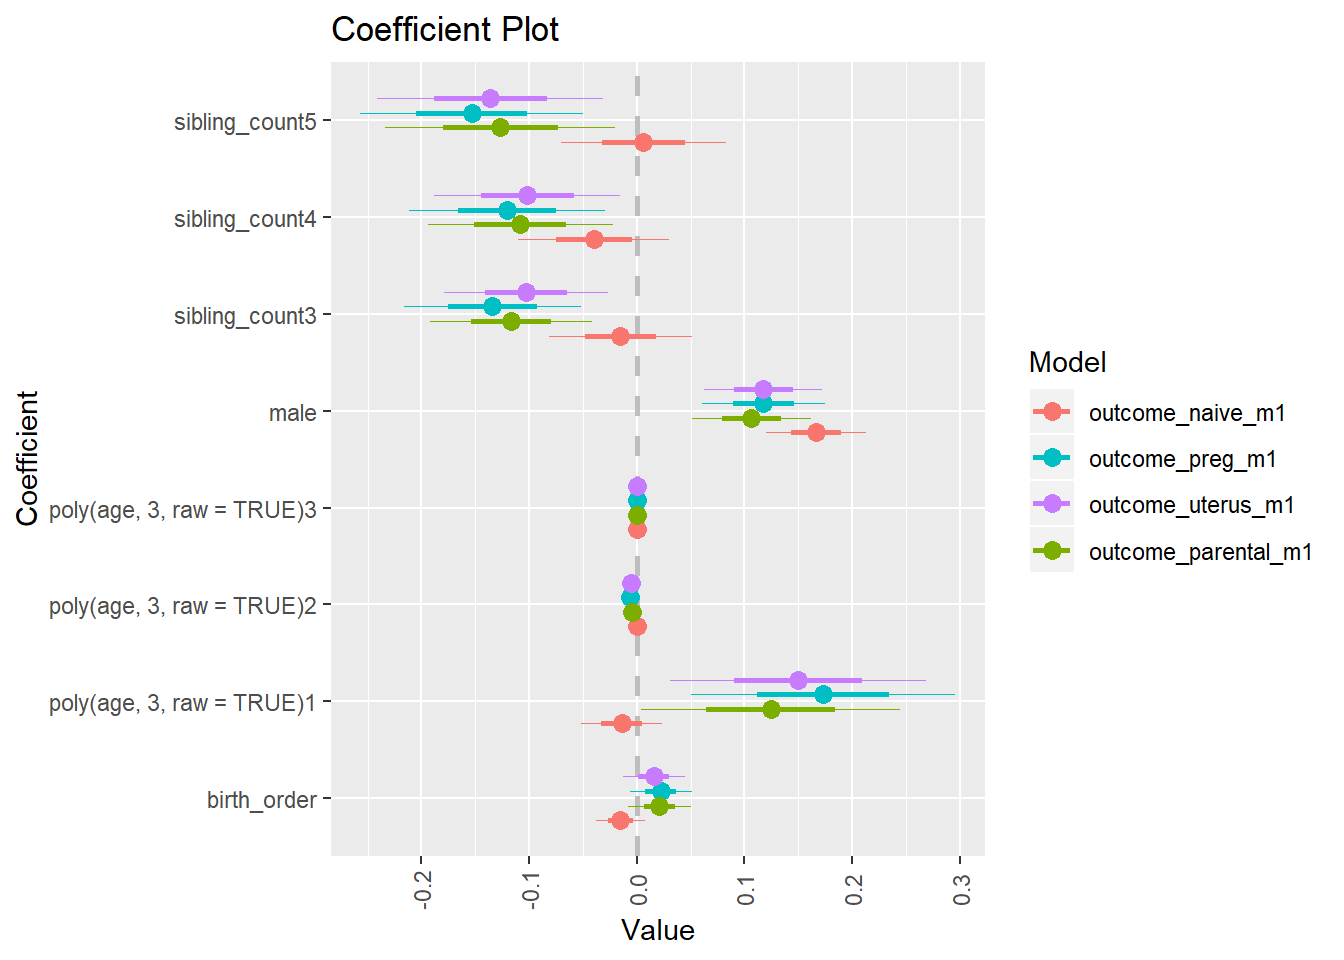 Coefficient Plot
Coefficient
sibling_count5
sibling_count4
sibling_count3
male
poly(age, 3, raw = TRUE)3
poly(age, 3, raw = TRUE)2
poly(age, 3, raw = TRUE)1
birth_order
-0.2
-0.1
0.0
0.1
0.2
0.3
Value
Model
outcome_naive_m1
outcome_preg_m1
outcome_uterus_m1
outcome_parental_m1